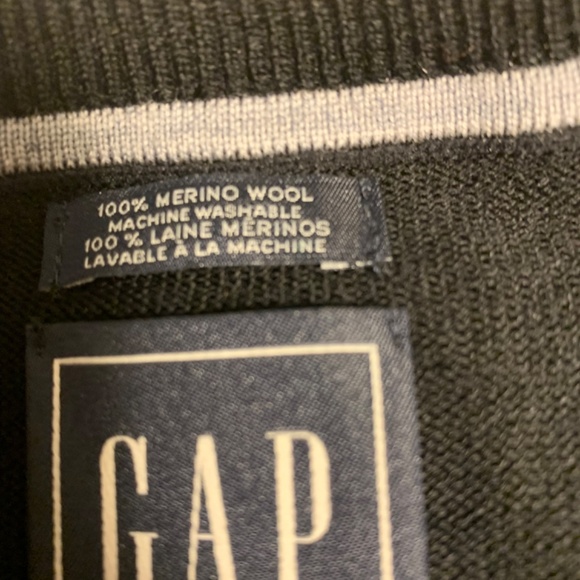 100% MERINO WOOL
MACHINE WASHABLE
100 % LAINE MÉRINOS
LAVABLE À LA MACHINE
GAP